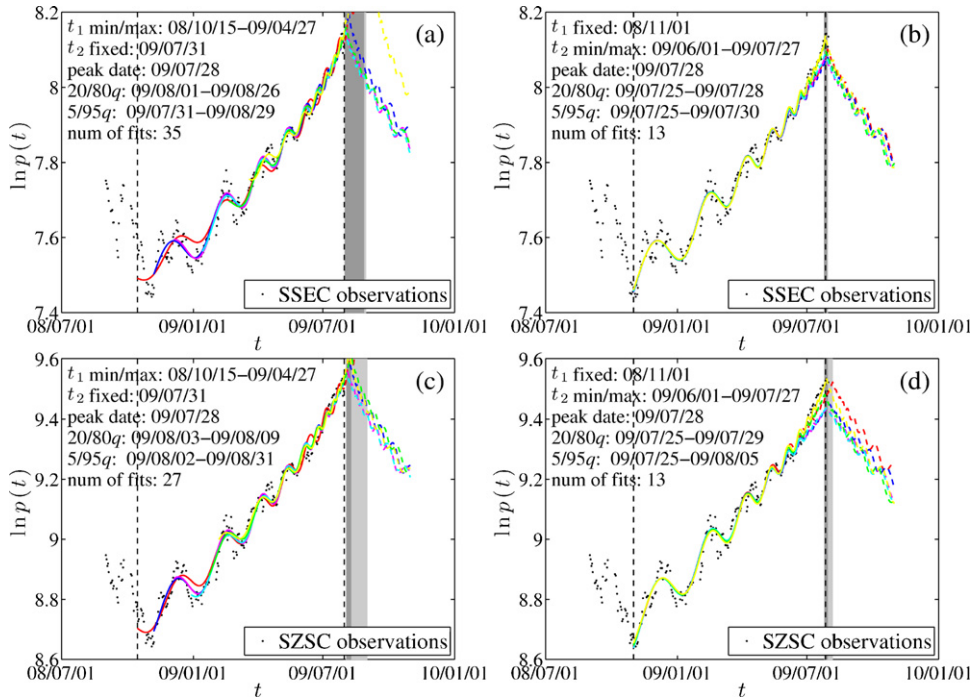 (a)
t₁ min/max: 08/10/15−09/04/27
t₂ fixed: 09/07/31
peak date: 09/07/28
20/80q: 09/08/01−09/08/26
5/95q: 09/07/31−09/08/29
num of fits: 35
8.2
8
7.8
7.6
7.4
ln p(t)
SSEC observations
08/07/01 09/01/01 09/07/01 10/01/01
t
(b)
t₁ fixed: 08/11/01
t₂ min/max: 09/06/01−09/07/27
peak date: 09/07/28
20/80q: 09/07/25−09/07/28
5/95q: 09/07/25−09/07/30
num of fits: 13
8.2
8
7.8
7.6
7.4
ln p(t)
SSEC observations
08/07/01 09/01/01 09/07/01 10/01/01
t
(c)
t₁ min/max: 08/10/15−09/04/27
t₂ fixed: 09/07/31
peak date: 09/07/28
20/80q: 09/08/03−09/08/09
5/95q: 09/08/02−09/08/31
num of fits: 27
9.6
9.4
9.2
9
8.8
8.6
ln p(t)
SZSC observations
08/07/01 09/01/01 09/07/01 10/01/01
t
(d)
t₁ fixed: 08/11/01
t₂ min/max: 09/06/01−09/07/27
peak date: 09/07/28
20/80q: 09/07/25−09/07/29
5/95q: 09/07/25−09/08/05
num of fits: 13
9.6
9.4
9.2
9
8.8
8.6
ln p(t)
SZSC observations
08/07/01 09/01/01 09/07/01 10/01/01
t